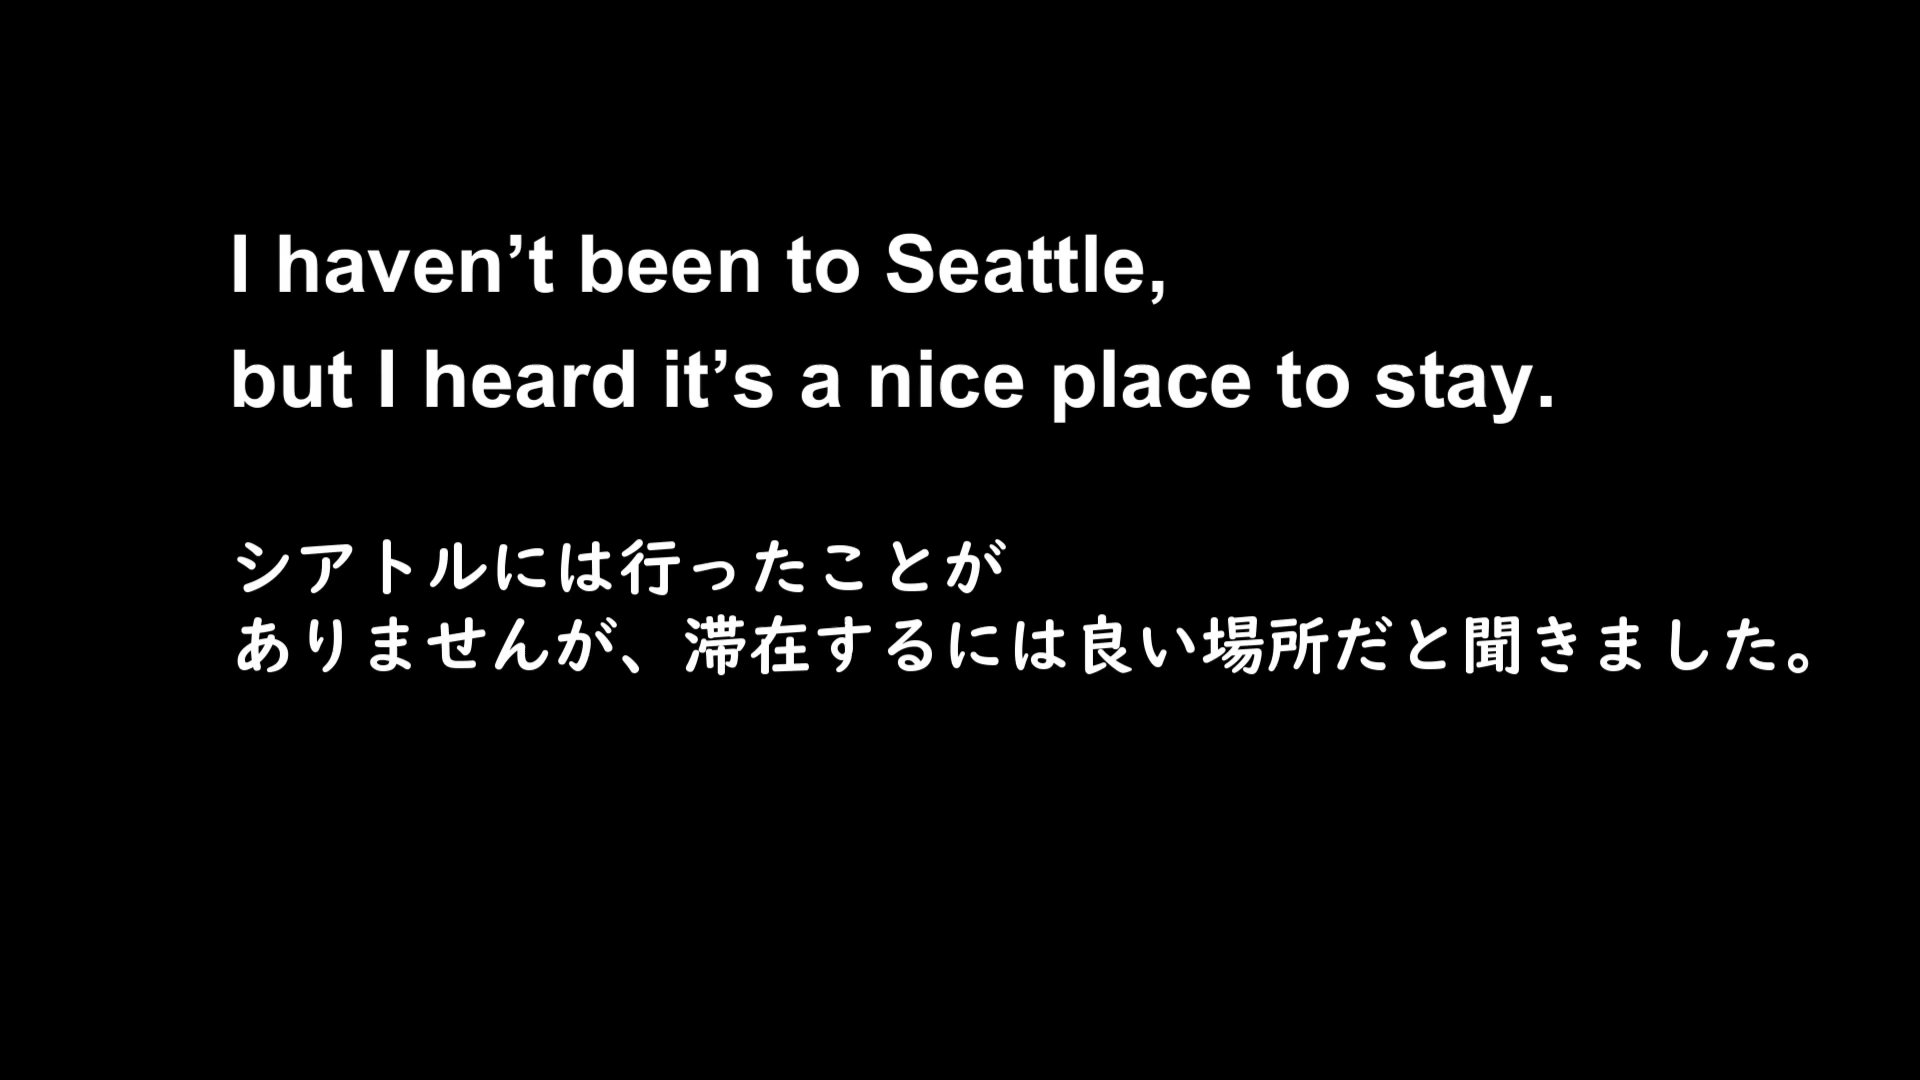 I haven’t been to Seattle,
but I heard it’s a nice place to stay.
シアトルには行ったことが
ありませんが、滞在するには良い場所だと聞きました。